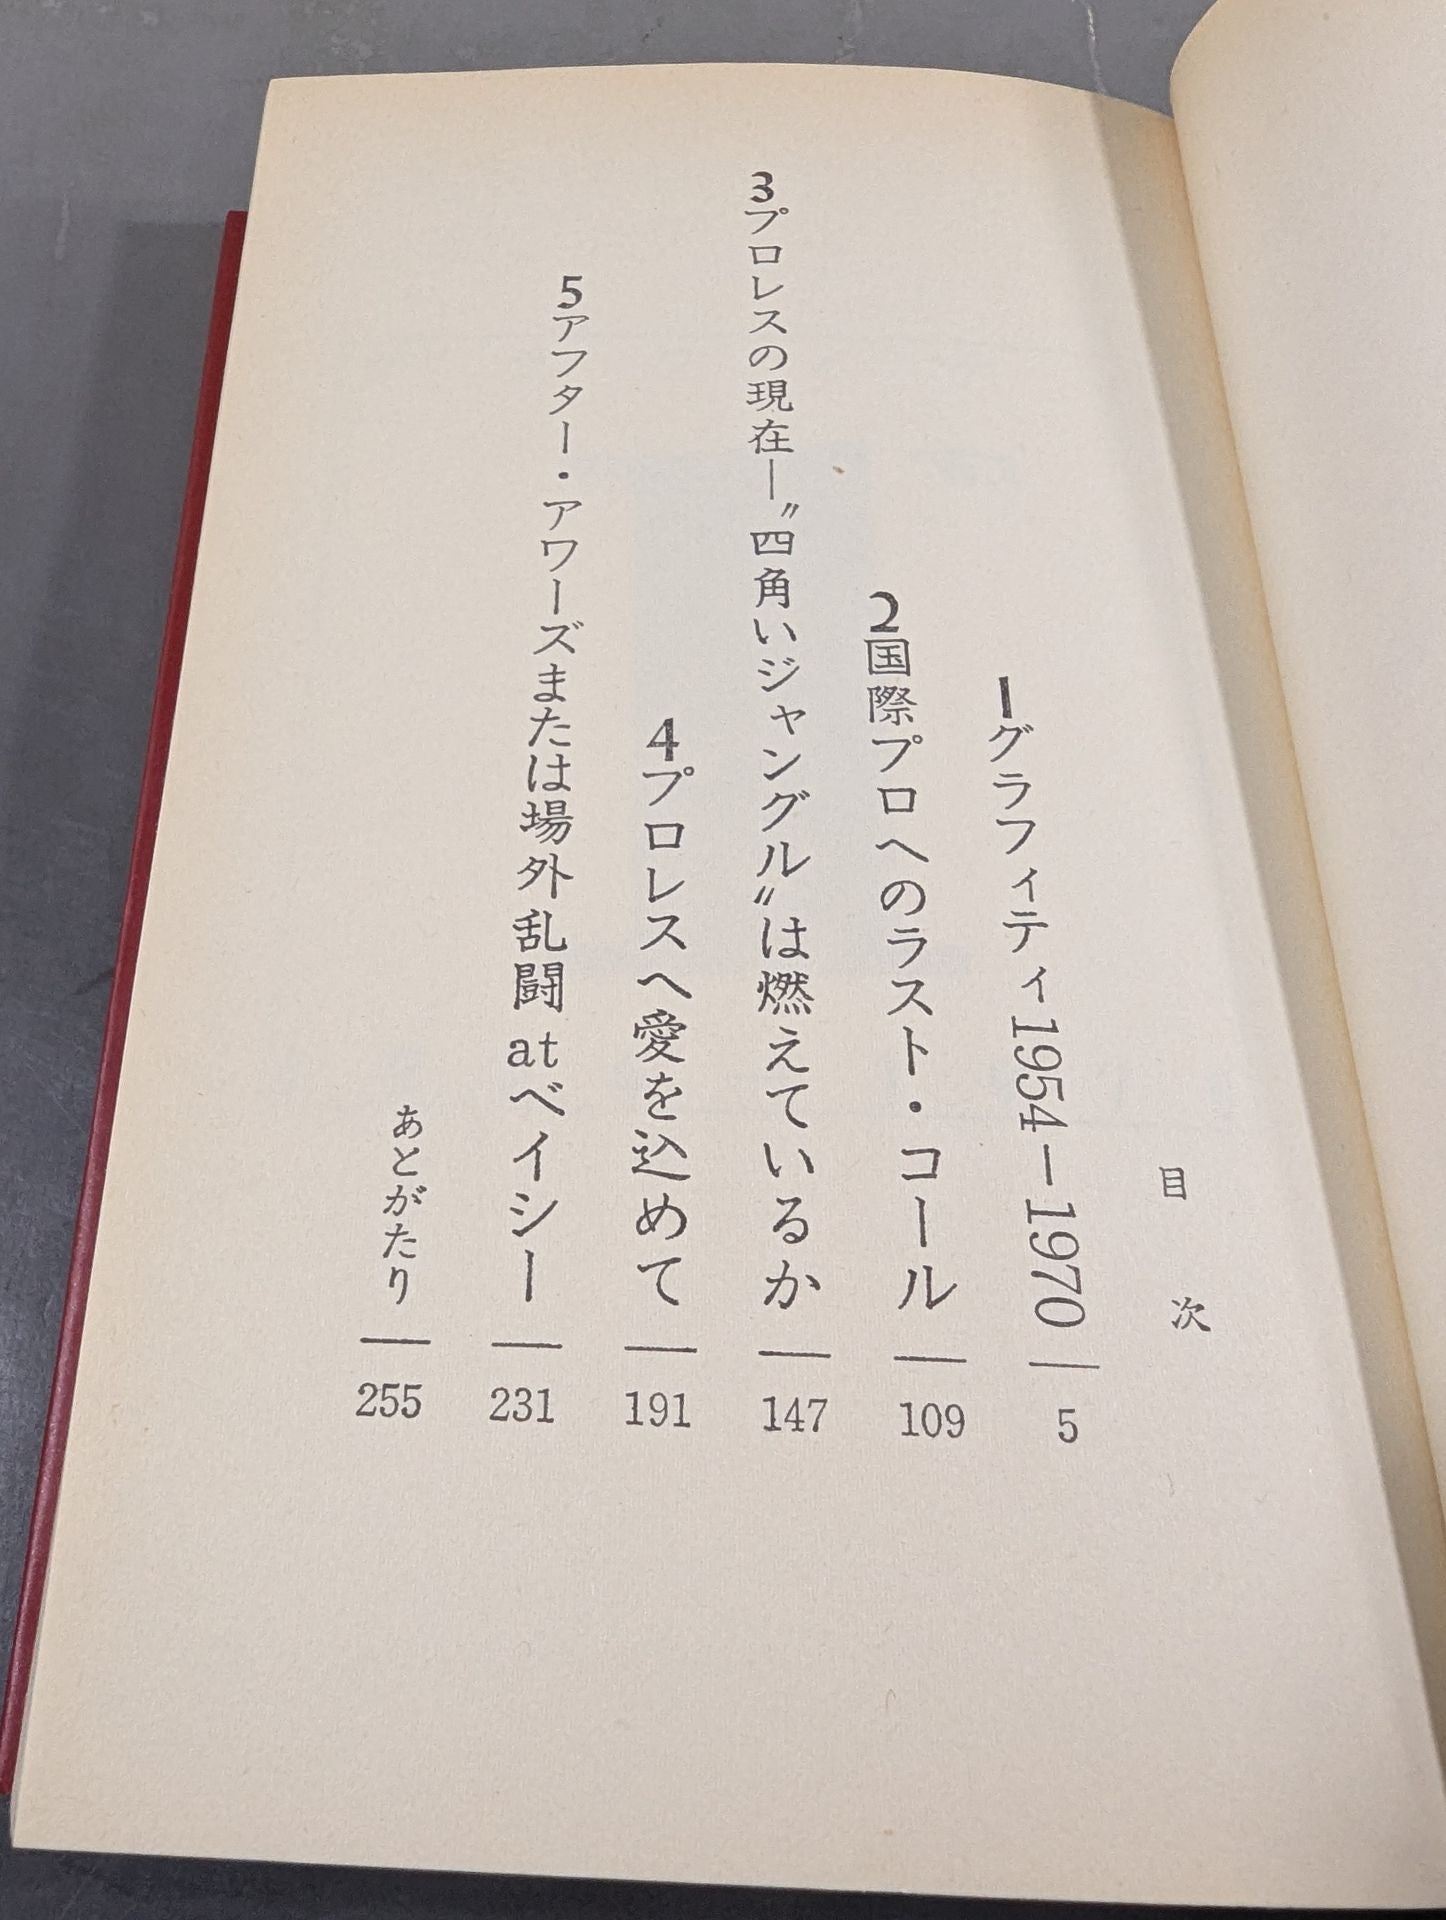 目次
1グラフィティ1954—1970 — 5
2国際プロへのラスト・コール — 109
3プロレスの現在—〝四角いジャングル〟は燃えているか — 147
4プロレスへ愛を込めて — 191
5アフター・アワーズまたは場外乱闘atベイシー — 231
あとがたり — 255